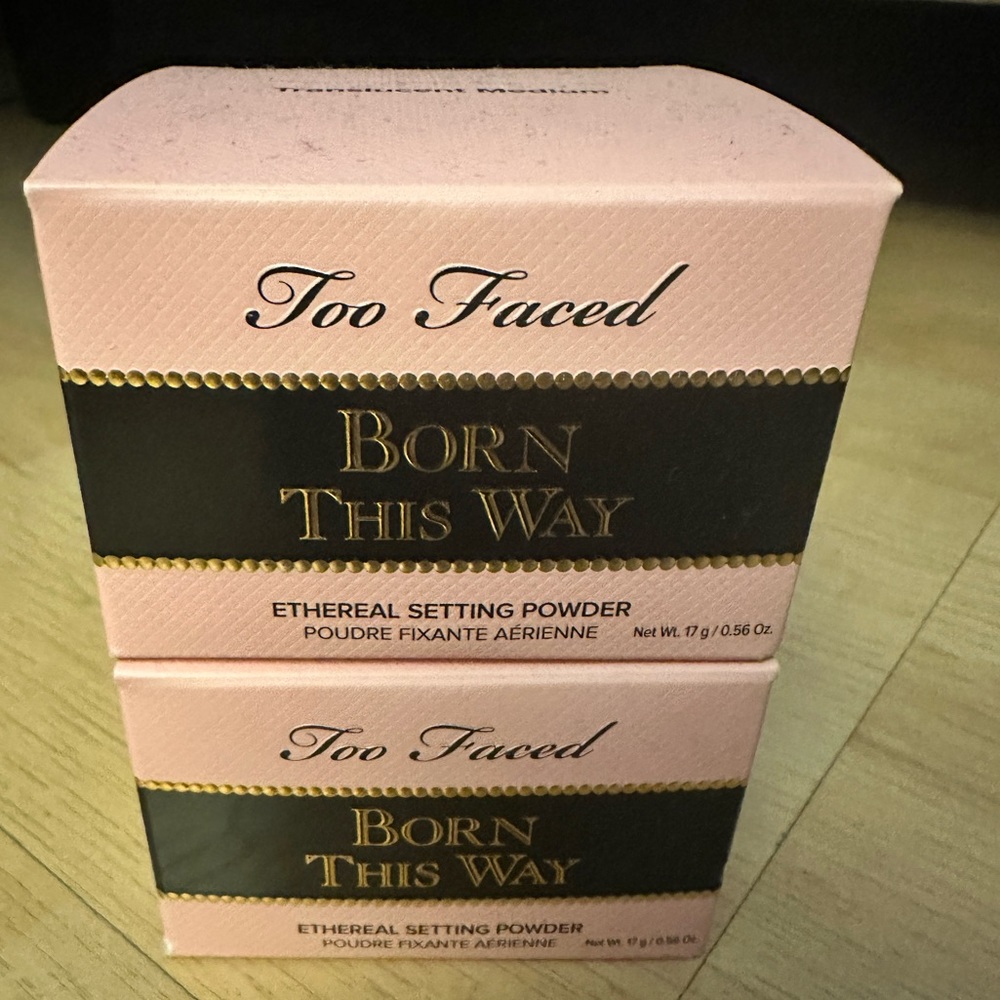 Translucent Medium
Too Faced
BORN
THIS WAY
ETHEREAL SETTING POWDER
POUDRE FIXANTE AÉRIENNE Net Wt. 17 g / 0.56 Oz.
Too Faced
BORN
THIS WAY
ETHEREAL SETTING POWDER
POUDRE FIXANTE AÉRIENNE Net Wt. 17 g / 0.56 Oz.